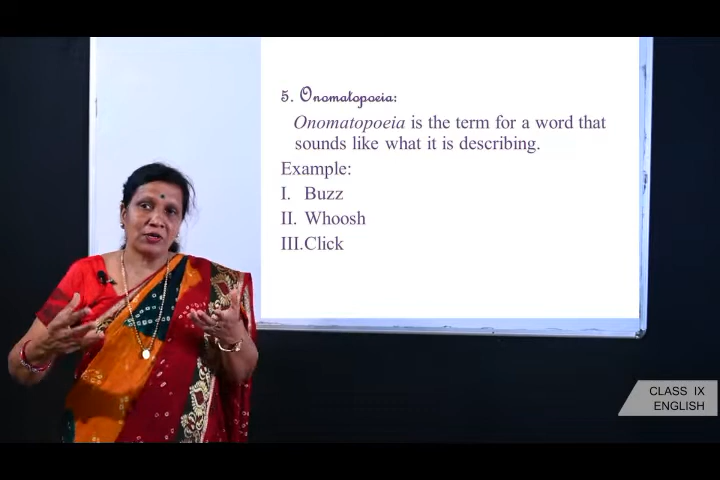 5. Onomatopoeia:
Onomatopoeia is the term for a word that
sounds like what it is describing.
Example:
I. Buzz
II. Whoosh
III.Click
CLASS IX
ENGLISH